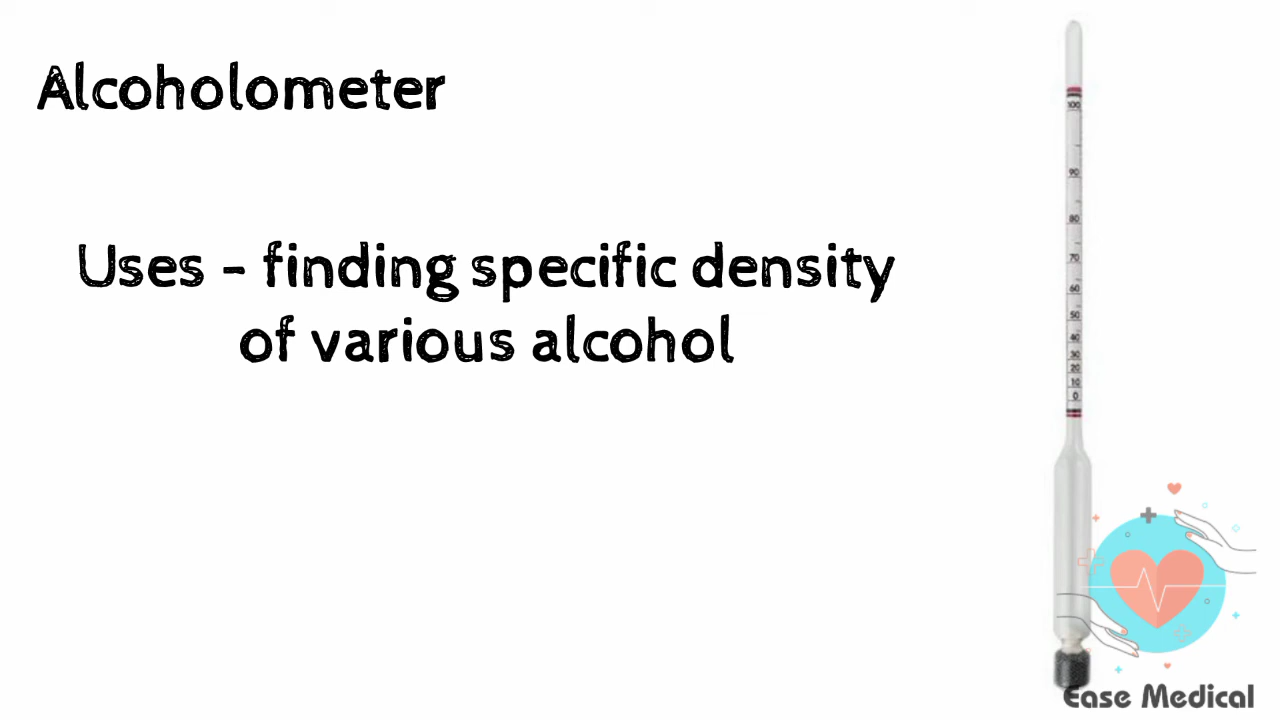 Alcoholometer
Uses - finding specific density
of various alcohol
100
90
80
70
60
50
40
30
20
10
0
Ease Medical